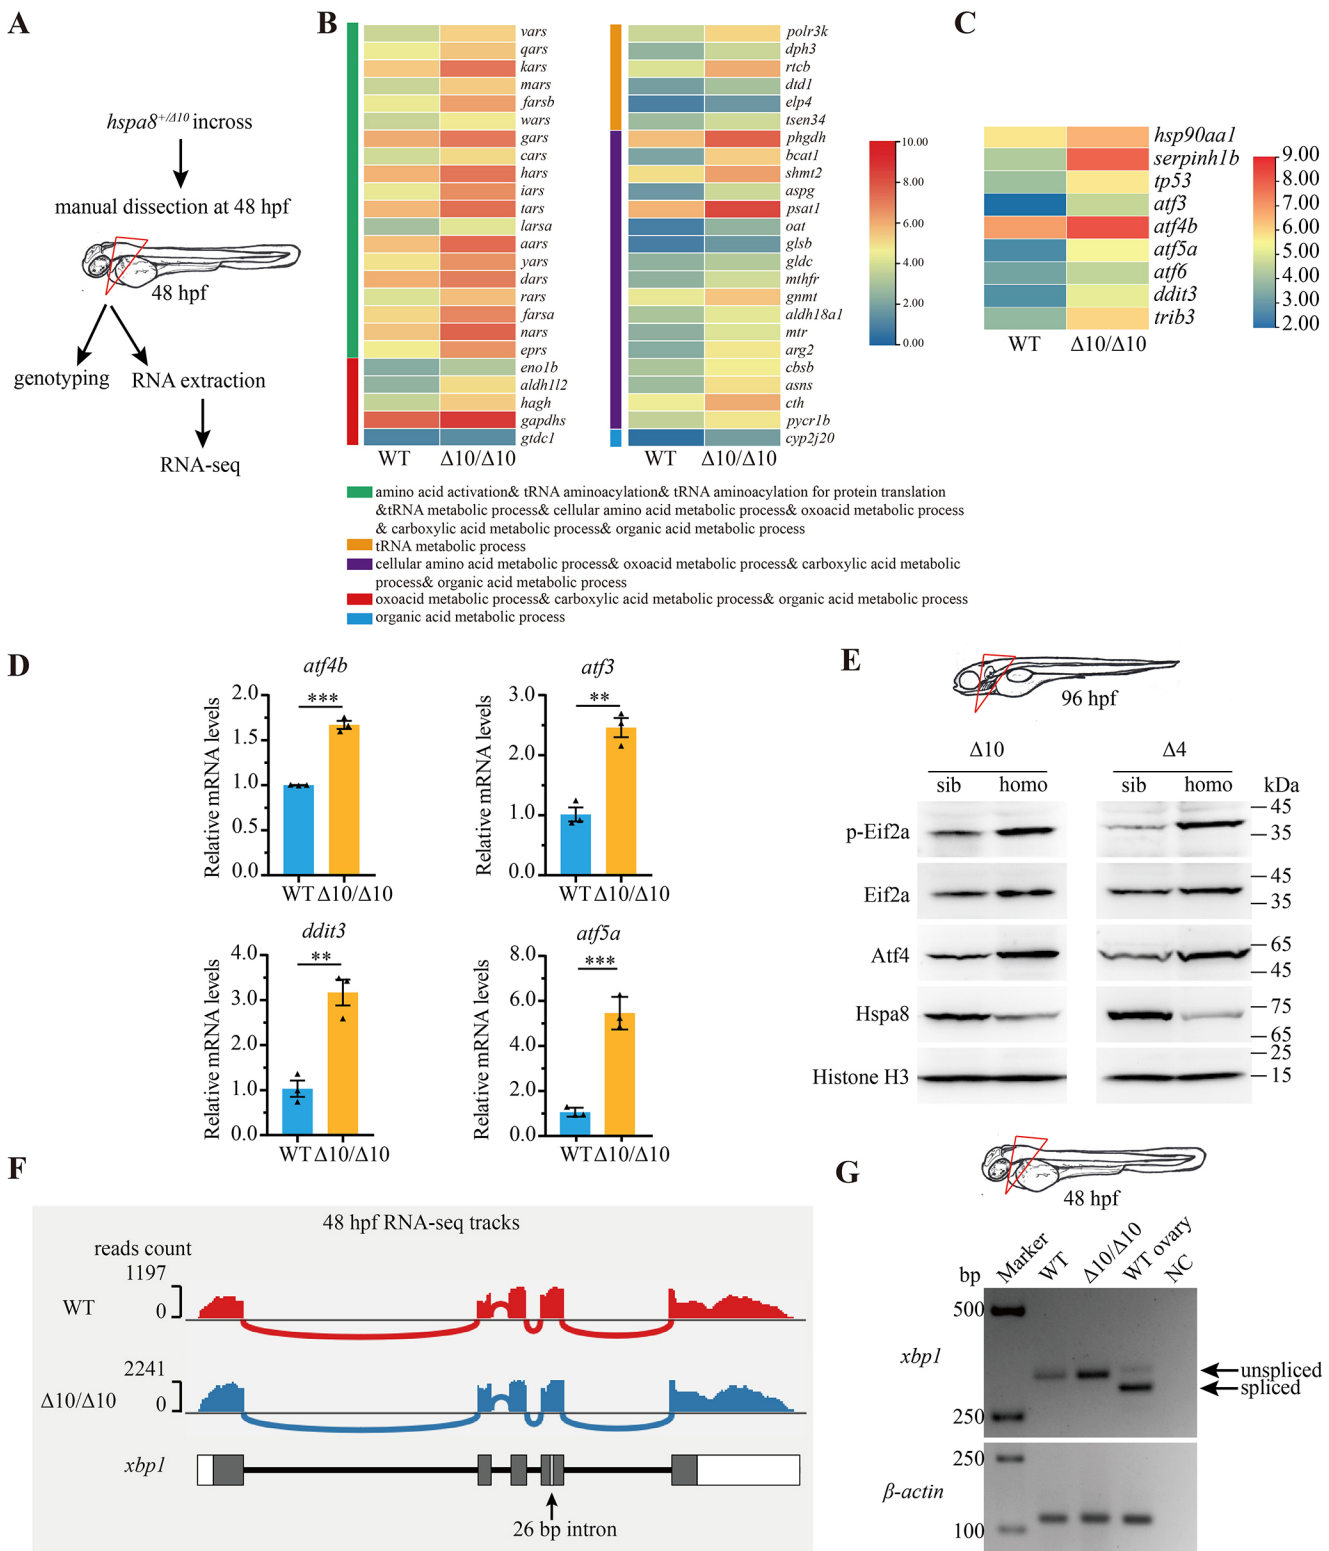 A
hspa8+/Δ10 incross
manual dissection at 48 hpf
48 hpf
genotyping
RNA extraction
RNA-seq
B
vars
qars
kars
mars
farsb
wars
gars
cars
hars
iars
tars
larsa
aars
yars
dars
rars
farsa
nars
eprs
eno1b
aldh1l2
hagh
gapdhs
gtdc1
WT
Δ10/Δ10
polr3k
dph3
rtcb
dtd1
elp4
tsen34
phgdh
bcat1
shmt2
aspg
psat1
oat
glsb
gldc
mthfr
gnmt
aldh18a1
mtr
arg2
cbsb
asns
cth
pycr1b
cyp2j20
WT
Δ10/Δ10
10.00
8.00
6.00
4.00
2.00
0.00
amino acid activation& tRNA aminoacylation& tRNA aminoacylation for protein translation
&tRNA metabolic process& cellular amino acid metabolic process& oxoacid metabolic process
& carboxylic acid metabolic process& organic acid metabolic process
tRNA metabolic process
cellular amino acid metabolic process& oxoacid metabolic process& carboxylic acid metabolic
process& organic acid metabolic process
oxoacid metabolic process& carboxylic acid metabolic process& organic acid metabolic process
organic acid metabolic process
C
hsp90aa1
serpinh1b
tp53
atf3
atf4b
atf5a
atf6
ddit3
trib3
WT
Δ10/Δ10
9.00
8.00
7.00
6.00
5.00
4.00
3.00
2.00
D
atf4b
Relative mRNA levels
2.0
1.5
1.0
0.5
0.0
***
WT Δ10/Δ10
atf3
Relative mRNA levels
3.0
2.0
1.0
0.0
**
WT Δ10/Δ10
ddit3
Relative mRNA levels
4.0
3.0
2.0
1.0
0.0
**
WT Δ10/Δ10
atf5a
Relative mRNA levels
8.0
6.0
4.0
2.0
0.0
***
WT Δ10/Δ10
E
96 hpf
Δ10
Δ4
sib
homo
sib
homo
kDa
p-Eif2a
45
35
Eif2a
45
35
Atf4
65
45
Hspa8
75
65
Histone H3
25
15
F
48 hpf RNA-seq tracks
reads count
1197
WT
0
2241
Δ10/Δ10
0
xbp1
26 bp intron
G
48 hpf
bp
Marker
WT
Δ10/Δ10
WT ovary
NC
500
xbp1
unspliced
spliced
250
250
β-actin
100